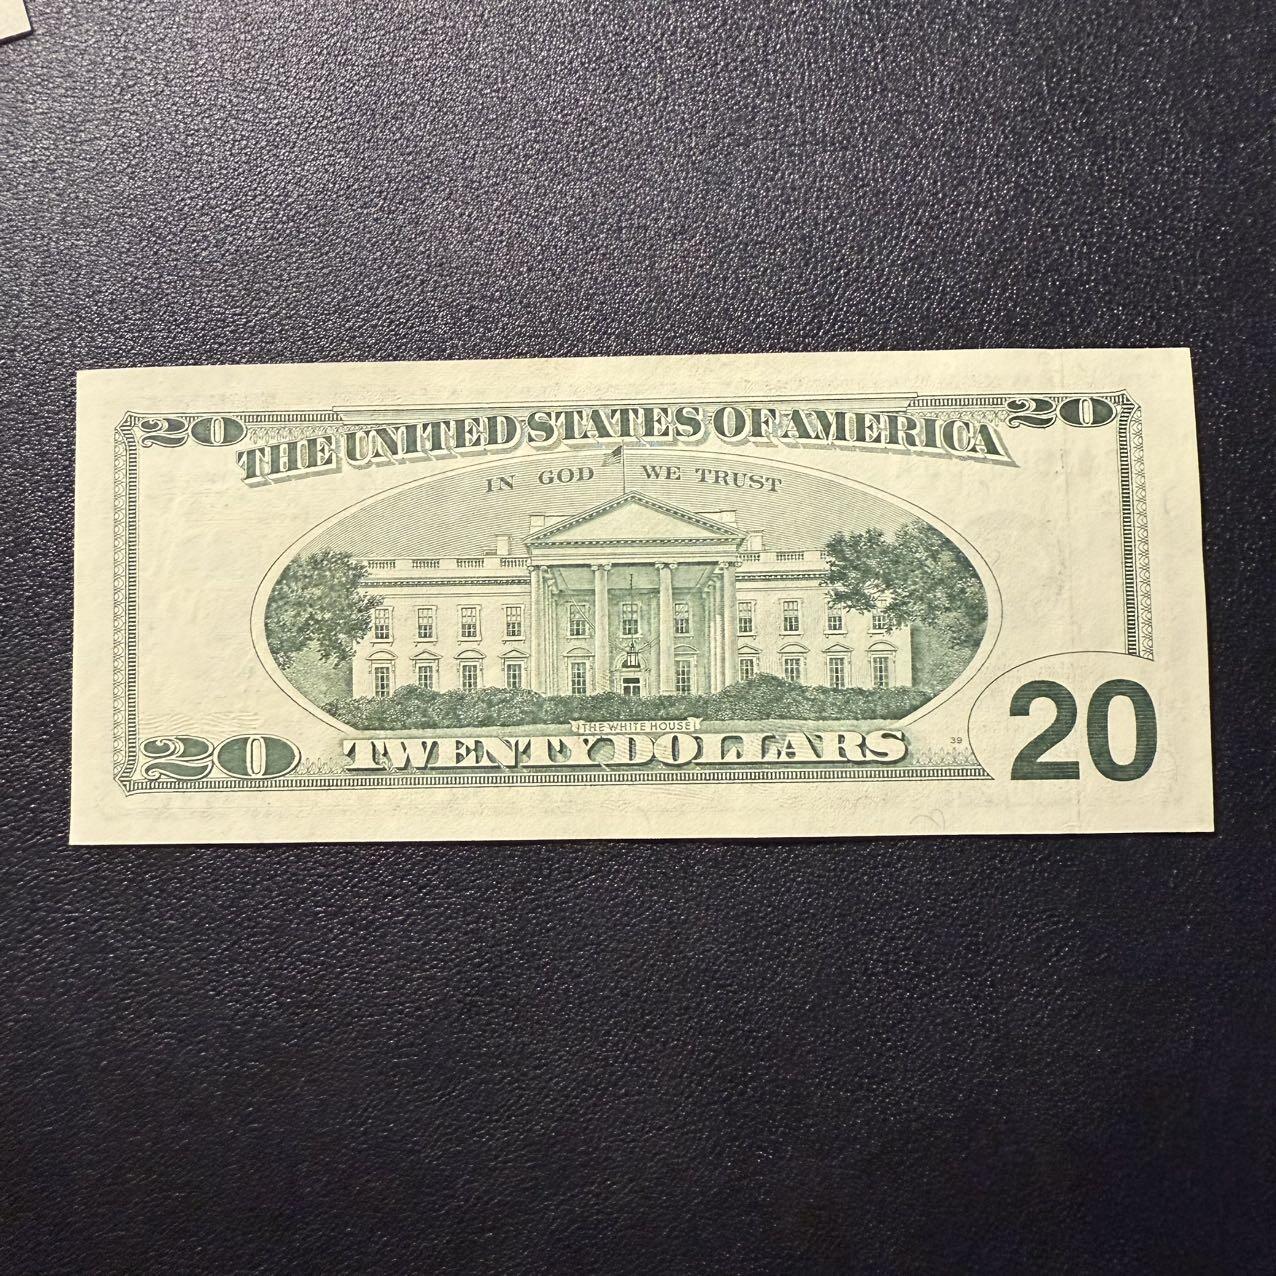 20 THE UNITED STATES OF AMERICA 20
IN GOD WE TRUST
THE WHITE HOUSE
20 TWENTY DOLLARS 39 20